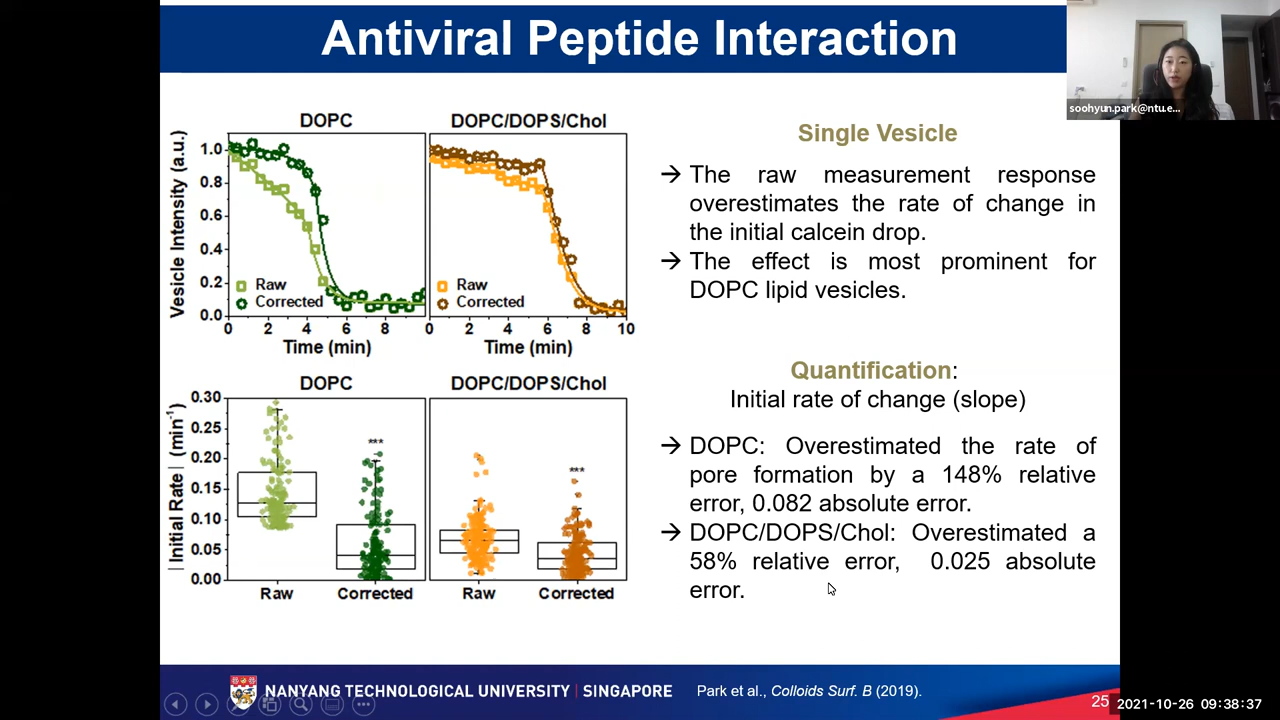 Antiviral Peptide Interaction
soohyun.park@ntu.e...
DOPC
DOPC/DOPS/Chol
Vesicle Intensity (a.u.)
1.0
0.8
0.6
0.4
0.2
0.0
Raw
Corrected
Raw
Corrected
0 2 4 6 8
0 2 4 6 8 10
Time (min)
Time (min)
DOPC
DOPC/DOPS/Chol
|Initial Rate| (min⁻¹)
0.30
0.25
0.20
0.15
0.10
0.05
0.00
***
***
Raw
Corrected
Raw
Corrected
Single Vesicle
→ The raw measurement response
overestimates the rate of change in
the initial calcein drop.
→ The effect is most prominent for
DOPC lipid vesicles.
Quantification:
Initial rate of change (slope)
→ DOPC: Overestimated the rate of
pore formation by a 148% relative
error, 0.082 absolute error.
→ DOPC/DOPS/Chol: Overestimated a
58% relative error, 0.025 absolute
error.
NANYANG TECHNOLOGICAL UNIVERSITY | SINGAPORE
Park et al., Colloids Surf. B (2019).
25
2021-10-26 09:38:37